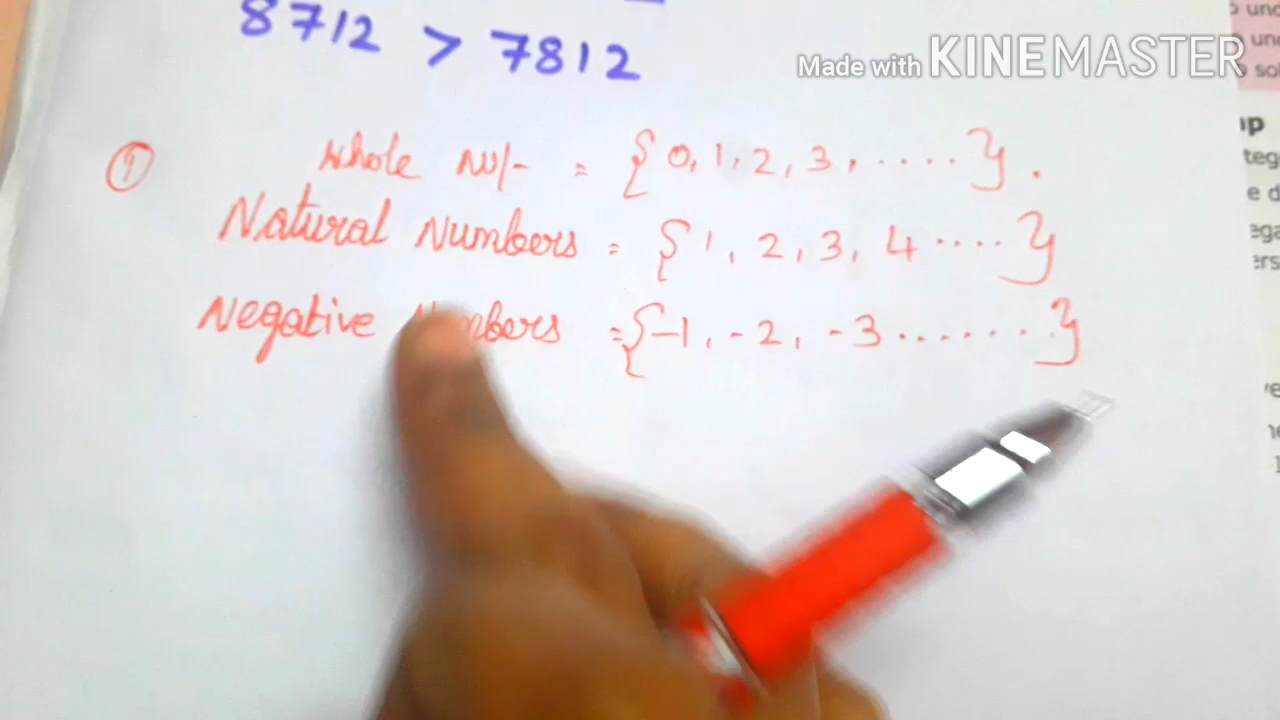 8712 > 7812
Made with KINEMASTER
① Whole No/- = {0, 1, 2, 3, .....}.
Natural Numbers = {1, 2, 3, 4 ....}
Negative Numbers = {-1, -2, -3 ......}